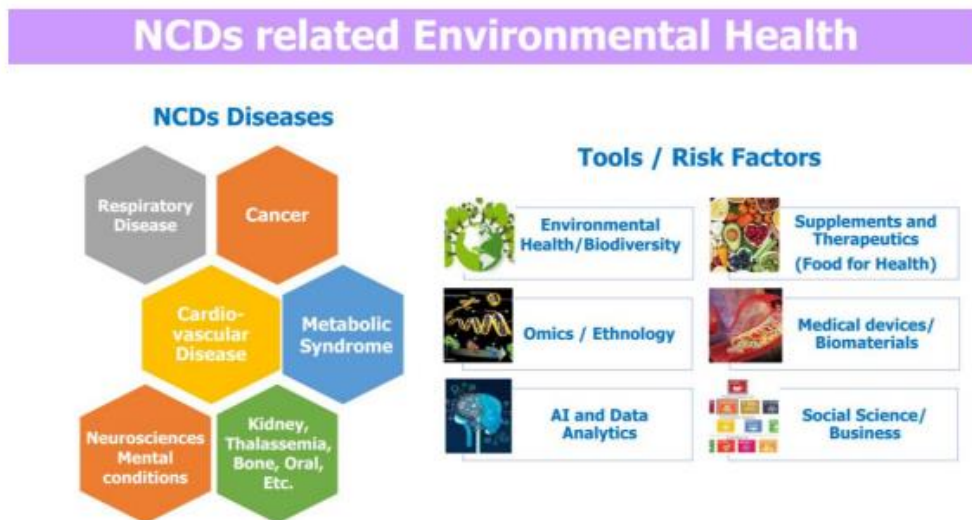 NCDs related Environmental Health
NCDs Diseases
Respiratory
Disease
Cancer
Cardio-
vascular
Disease
Metabolic
Syndrome
Neurosciences
Mental
conditions
Kidney,
Thalassemia,
Bone, Oral,
Etc.
Tools / Risk Factors
Environmental
Health/Biodiversity
Supplements and
Therapeutics
(Food for Health)
Omics / Ethnology
Medical devices/
Biomaterials
AI and Data
Analytics
Social Science/
Business